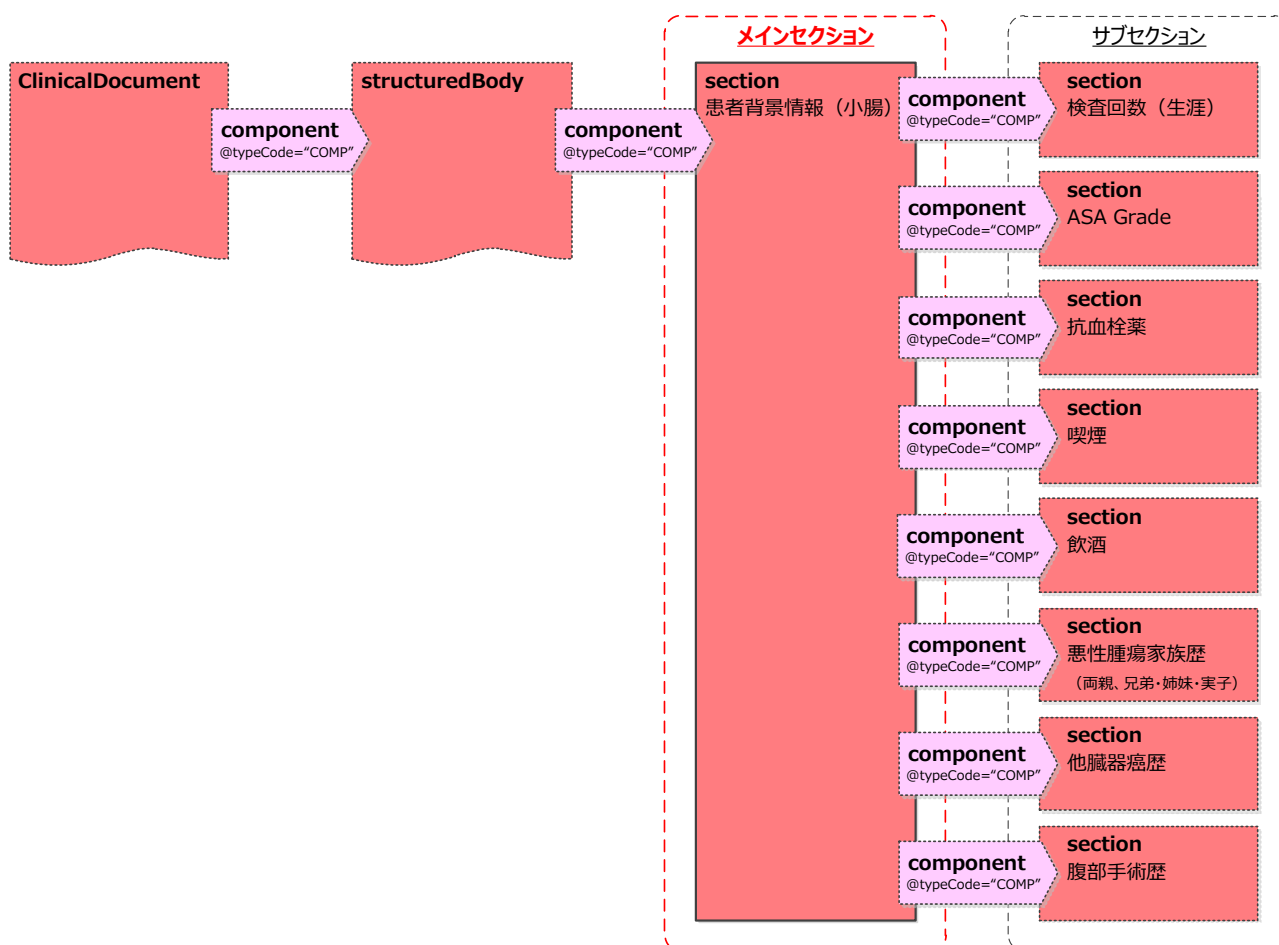 メインセクション
サブセクション
ClinicalDocument
component
@typeCode=“COMP”
structuredBody
component
@typeCode=“COMP”
section
患者背景情報（小腸）
component
@typeCode=“COMP”
section
検査回数（生涯）
component
@typeCode=“COMP”
section
ASA Grade
component
@typeCode=“COMP”
section
抗血栓薬
component
@typeCode=“COMP”
section
喫煙
component
@typeCode=“COMP”
section
飲酒
component
@typeCode=“COMP”
section
悪性腫瘍家族歴
（両親、兄弟・姉妹・実子）
component
@typeCode=“COMP”
section
他臓器癌歴
component
@typeCode=“COMP”
section
腹部手術歴